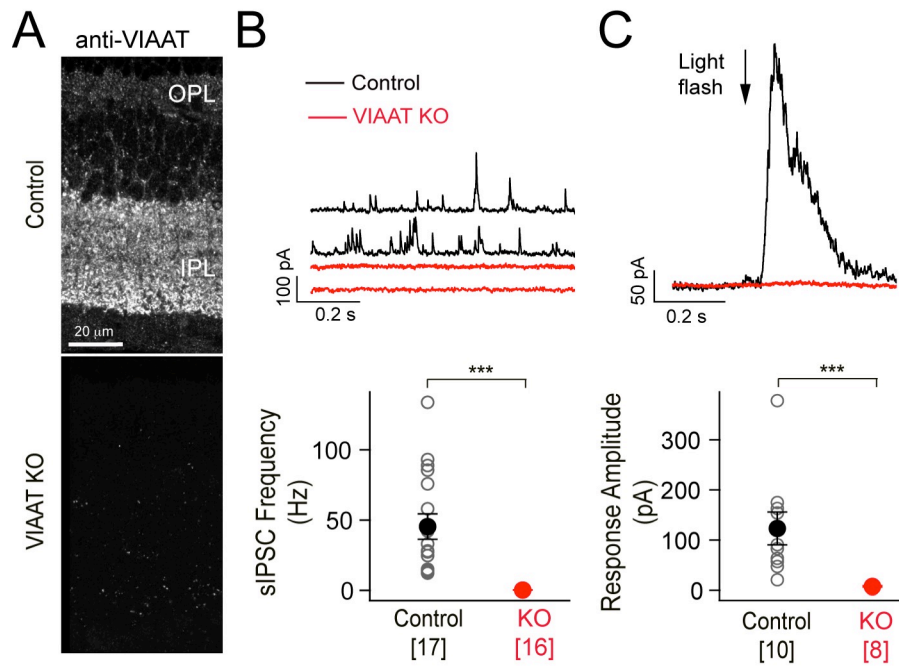 A
anti-VIAAT
Control
OPL
IPL
20 μm
VIAAT KO
B
Control
VIAAT KO
100 pA
0.2 s
***
sIPSC Frequency
(Hz)
100
50
0
Control
[17]
KO
[16]
C
Light
flash
50 pA
0.2 s
***
Response Amplitude
(pA)
300
200
100
0
Control
[10]
KO
[8]